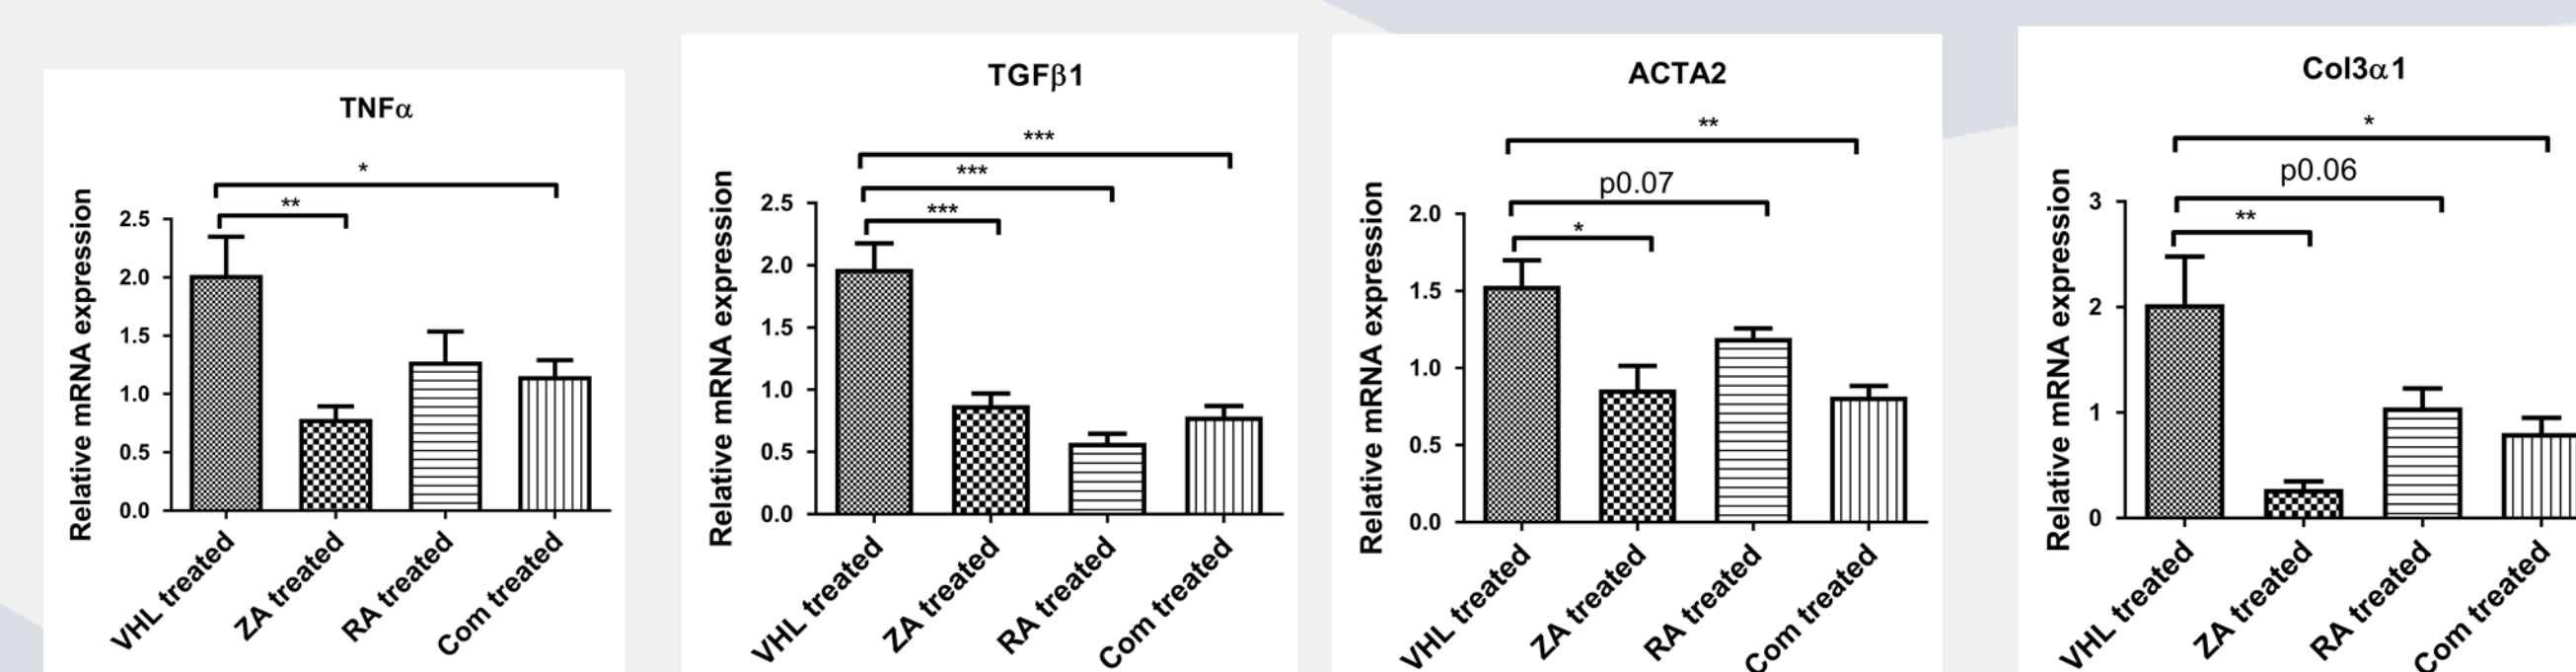 TNFα
*
**
Relative mRNA expression
2.5
2.0
1.5
1.0
0.5
0.0
VHL treated
ZA treated
RA treated
Com treated
TGFβ1
***
***
***
Relative mRNA expression
2.5
2.0
1.5
1.0
0.5
0.0
VHL treated
ZA treated
RA treated
Com treated
ACTA2
**
p0.07
*
Relative mRNA expression
2.0
1.5
1.0
0.5
0.0
VHL treated
ZA treated
RA treated
Com treated
Col3α1
*
p0.06
**
Relative mRNA expression
3
2
1
0
VHL treated
ZA treated
RA treated
Com treated